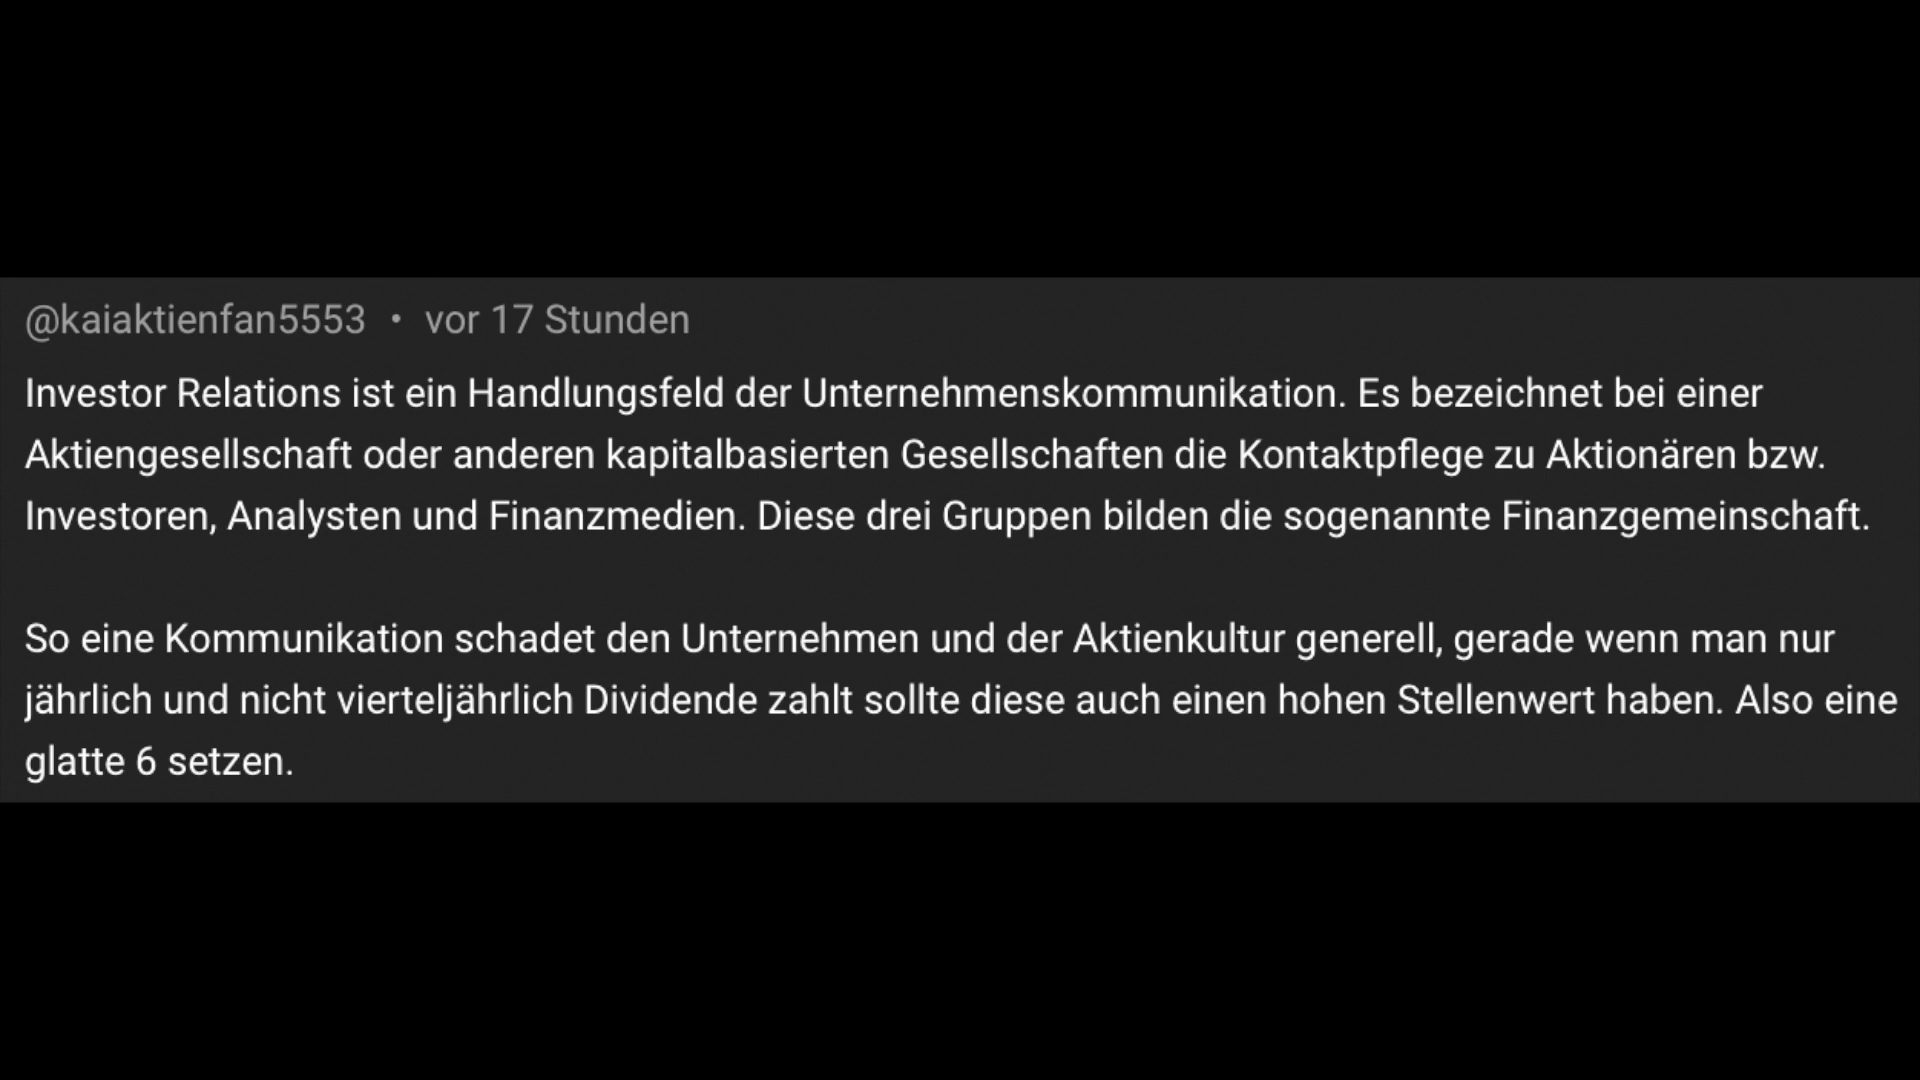 @kaiaktienfan5553 • vor 17 Stunden
Investor Relations ist ein Handlungsfeld der Unternehmenskommunikation. Es bezeichnet bei einer
Aktiengesellschaft oder anderen kapitalbasierten Gesellschaften die Kontaktpflege zu Aktionären bzw.
Investoren, Analysten und Finanzmedien. Diese drei Gruppen bilden die sogenannte Finanzgemeinschaft.
So eine Kommunikation schadet den Unternehmen und der Aktienkultur generell, gerade wenn man nur
jährlich und nicht vierteljährlich Dividende zahlt sollte diese auch einen hohen Stellenwert haben. Also eine
glatte 6 setzen.